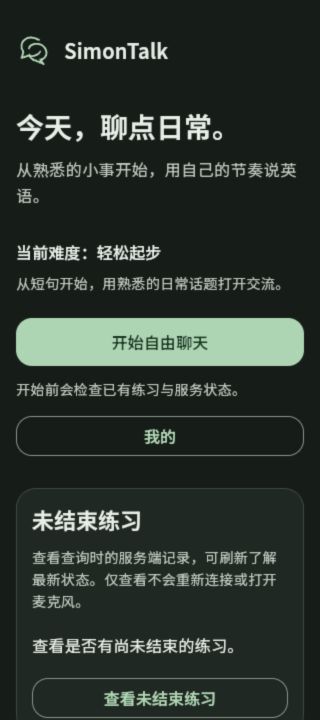 SimonTalk
今天，聊点日常。
从熟悉的小事开始，用自己的节奏说英
语。
当前难度：轻松起步
从短句开始，用熟悉的日常话题打开交流。
开始自由聊天
开始前会检查已有练习与服务状态。
我的
未结束练习
查看查询时的服务端记录，可刷新了解
最新状态。仅查看不会重新连接或打开
麦克风。
查看是否有尚未结束的练习。
查看未结束练习